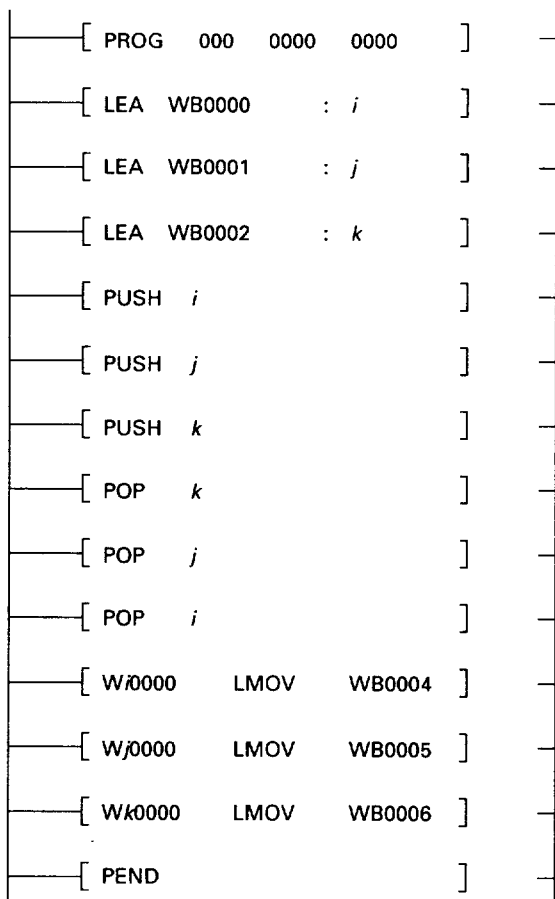 [ PROG 000 0000 0000 ]
[ LEA WB0000 : i ]
[ LEA WB0001 : j ]
[ LEA WB0002 : k ]
[ PUSH i ]
[ PUSH j ]
[ PUSH k ]
[ POP k ]
[ POP j ]
[ POP i ]
[ Wi0000 LMOV WB0004 ]
[ Wj0000 LMOV WB0005 ]
[ Wk0000 LMOV WB0006 ]
[ PEND ]